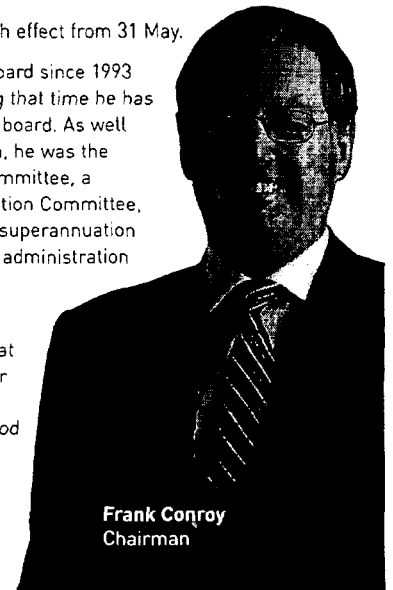 h effect from 31 May.
oard since 1993
g that time he has
board. As well
n, he was the
mmittee, a
tion Committee,
superannuation
administration
at
r
od
Frank Conroy
Chairman